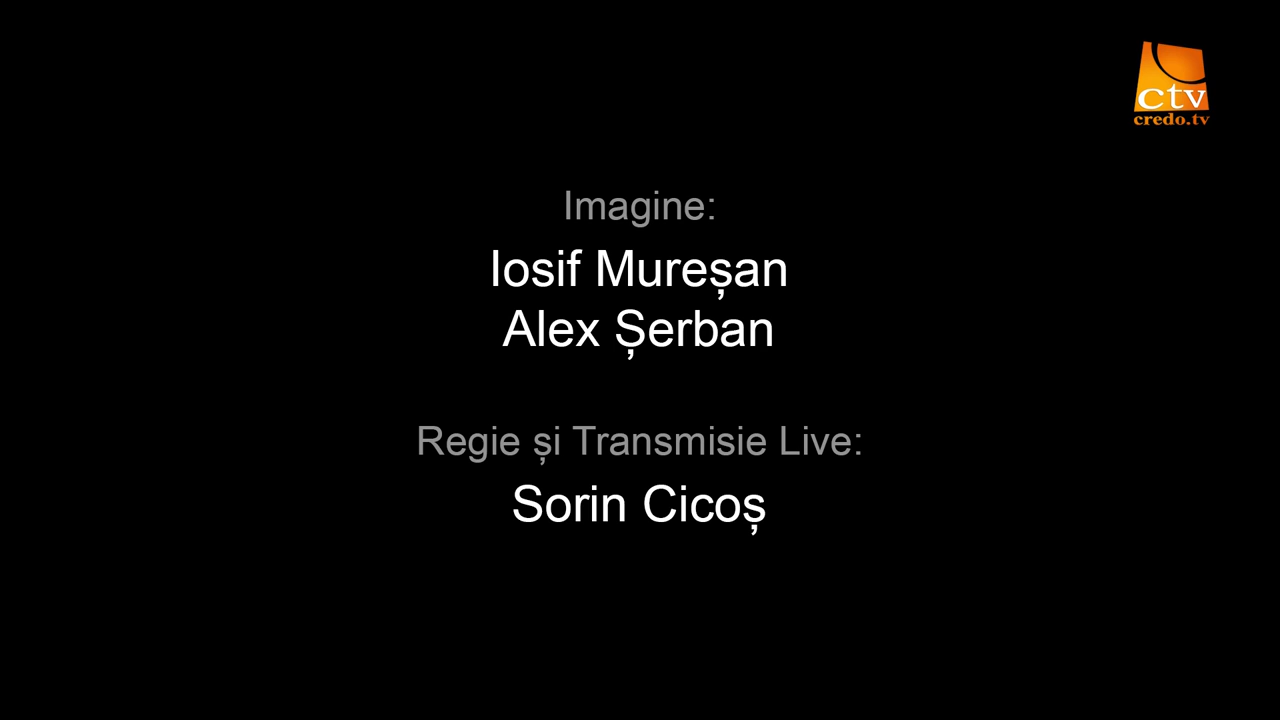 ctv
credo.tv
Imagine:
Iosif Mureșan
Alex Șerban
Regie și Transmisie Live:
Sorin Cicoș